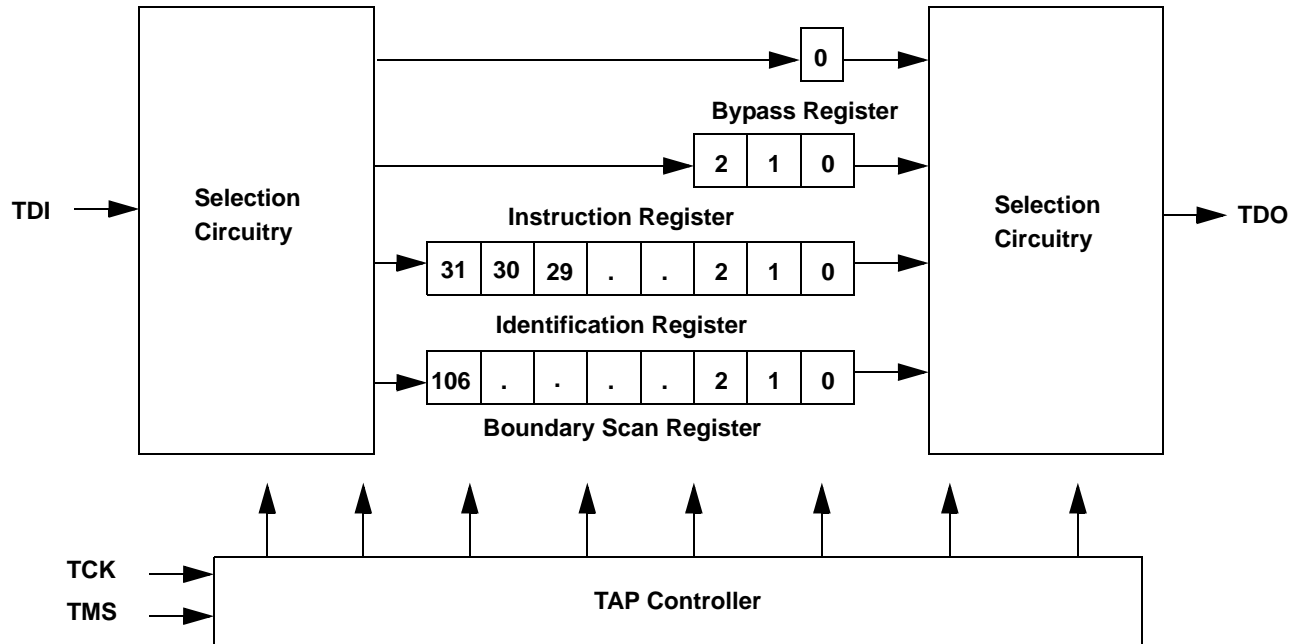 0
Bypass Register
2 1 0
Selection
Circuitry
Selection
Circuitry
TDI
TDO
Instruction Register
31 30 29 . . 2 1 0
Identification Register
106 . . . . 2 1 0
Boundary Scan Register
TCK
TMS
TAP Controller